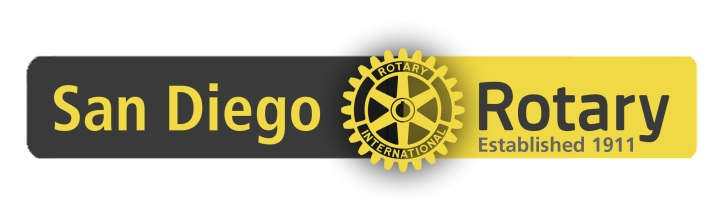 San Diego
ROTARY
INTERNATIONAL
Rotary
Established 1911